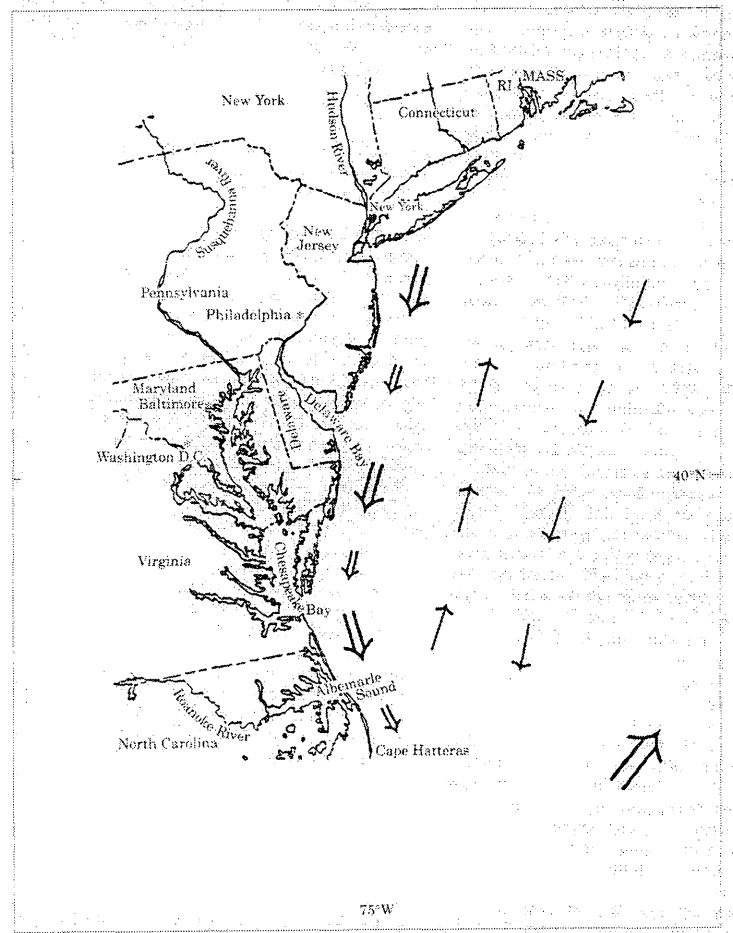 MASS.
RI
New York
Connecticut
Hudson River
Susquehanna River
New York
New
Jersey
Pennsylvania
Philadelphia *
Maryland
Baltimore
Delaware
Delaware Bay
Washington D.C.
40°N
Virginia
Chesapeake
Bay
Albemarle
Sound
Roanoke River
North Carolina
Cape Hatteras
75°W